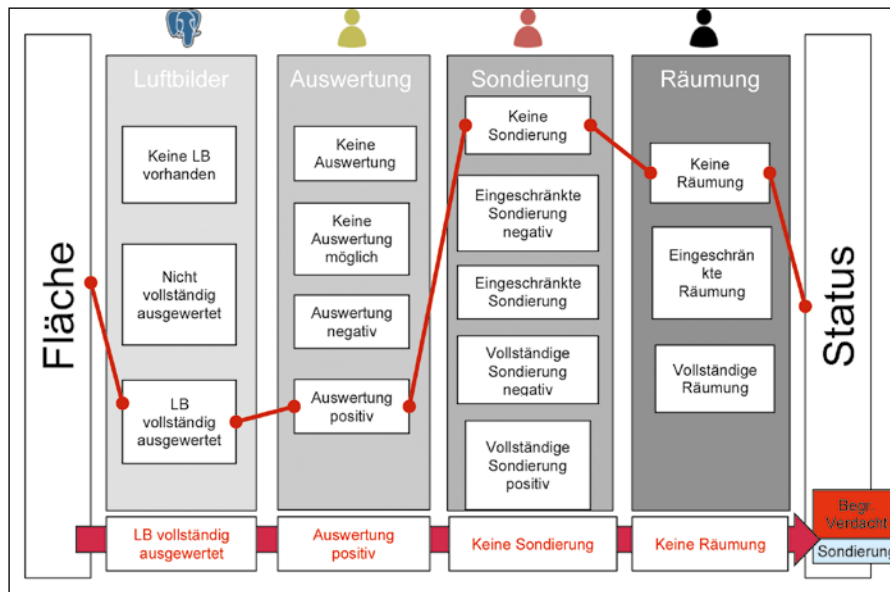 Fläche
Luftbilder
Keine LB
vorhanden
Nicht
vollständig
ausgewertet
LB
vollständig
ausgewertet
Auswertung
Keine
Auswertung
Keine
Auswertung
möglich
Auswertung
negativ
Auswertung
positiv
Sondierung
Keine
Sondierung
Eingeschränkte
Sondierung
negativ
Eingeschränkte
Sondierung
Vollständige
Sondierung
negativ
Vollständige
Sondierung
positiv
Räumung
Keine
Räumung
Eingeschrän
kte
Räumung
Vollständige
Räumung
Status
LB vollständig
ausgewertet
Auswertung
positiv
Keine Sondierung
Keine Räumung
Begr.
Verdacht
Sondierung